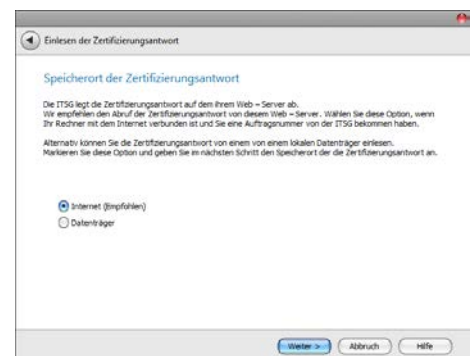 Einlesen der Zertifizierungsantwort
Speicherort der Zertifizierungsantwort
Die ITSG legt die Zertifizierungsantwort auf dem ihrem Web – Server ab.
Wir empfehlen den Abruf der Zertifizierungsantwort von diesem Web – Server. Wählen Sie diese Option, wenn
Ihr Rechner mit dem Internet verbunden ist und Sie eine Auftragsnummer von der ITSG bekommen haben.
Alternativ können Sie die Zertifizierungsantwort von einem von einem lokalen Datenträger einlesen.
Markieren Sie diese Option und geben Sie im nächsten Schritt den Speicherort der die Zertifizierungsantwort an.
Internet (Empfohlen)
Datenträger
Weiter > Abbruch Hilfe